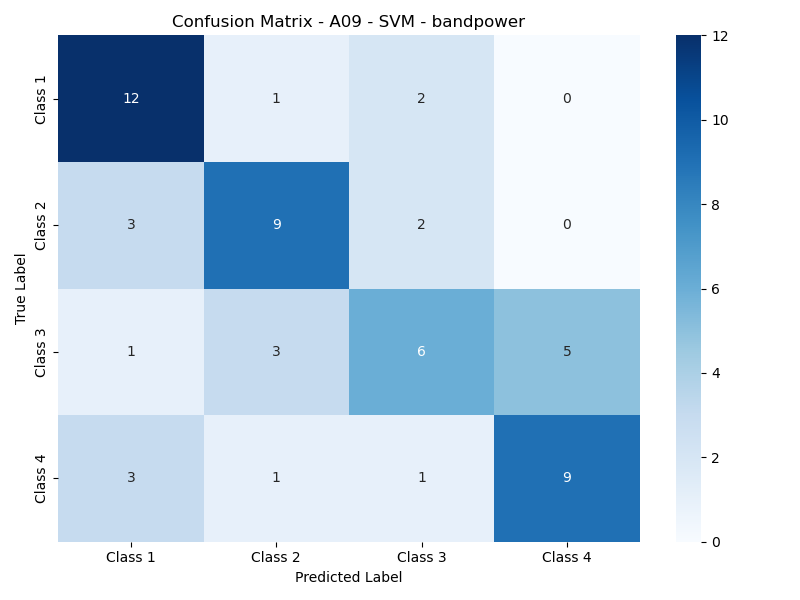 Confusion Matrix - A09 - SVM - bandpower
True Label
Class 1
12 1 2 0
Class 2
3 9 2 0
Class 3
1 3 6 5
Class 4
3 1 1 9
Class 1 Class 2 Class 3 Class 4
Predicted Label
12
10
8
6
4
2
0